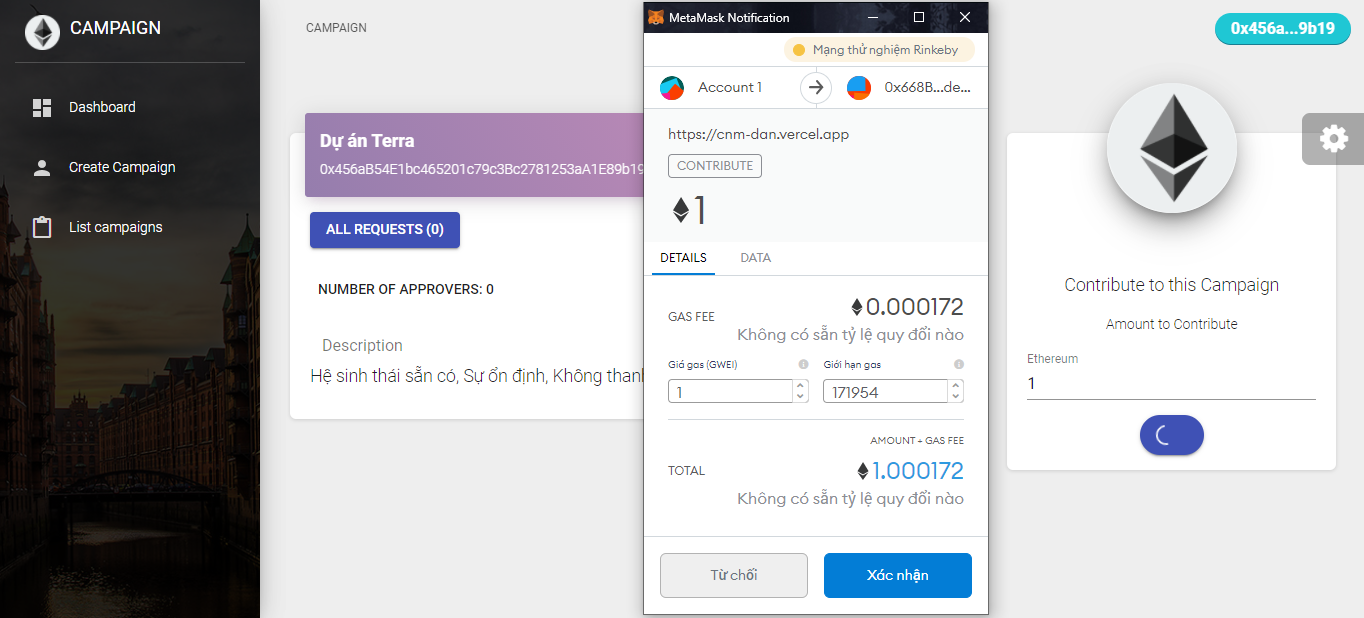 CAMPAIGN
Dashboard
Create Campaign
List campaigns
CAMPAIGN
Dự án Terra
0x456aB54E1bc465201c79c3Bc2781253aA1E89b19
ALL REQUESTS (0)
NUMBER OF APPROVERS: 0
Description
Hệ sinh thái sẵn có, Sự ổn định, Không thanh
MetaMask Notification
Mạng thử nghiệm Rinkeby
Account 1
0x668B...de...
https://cnm-dan.vercel.app
CONTRIBUTE
1
DETAILS
DATA
GAS FEE
0.000172
Không có sẵn tỷ lệ quy đổi nào
Giá gas (GWEI)
Giới hạn gas
1
171954
AMOUNT + GAS FEE
TOTAL
1.000172
Không có sẵn tỷ lệ quy đổi nào
Từ chối
Xác nhận
0x456a...9b19
Contribute to this Campaign
Amount to Contribute
Ethereum
1